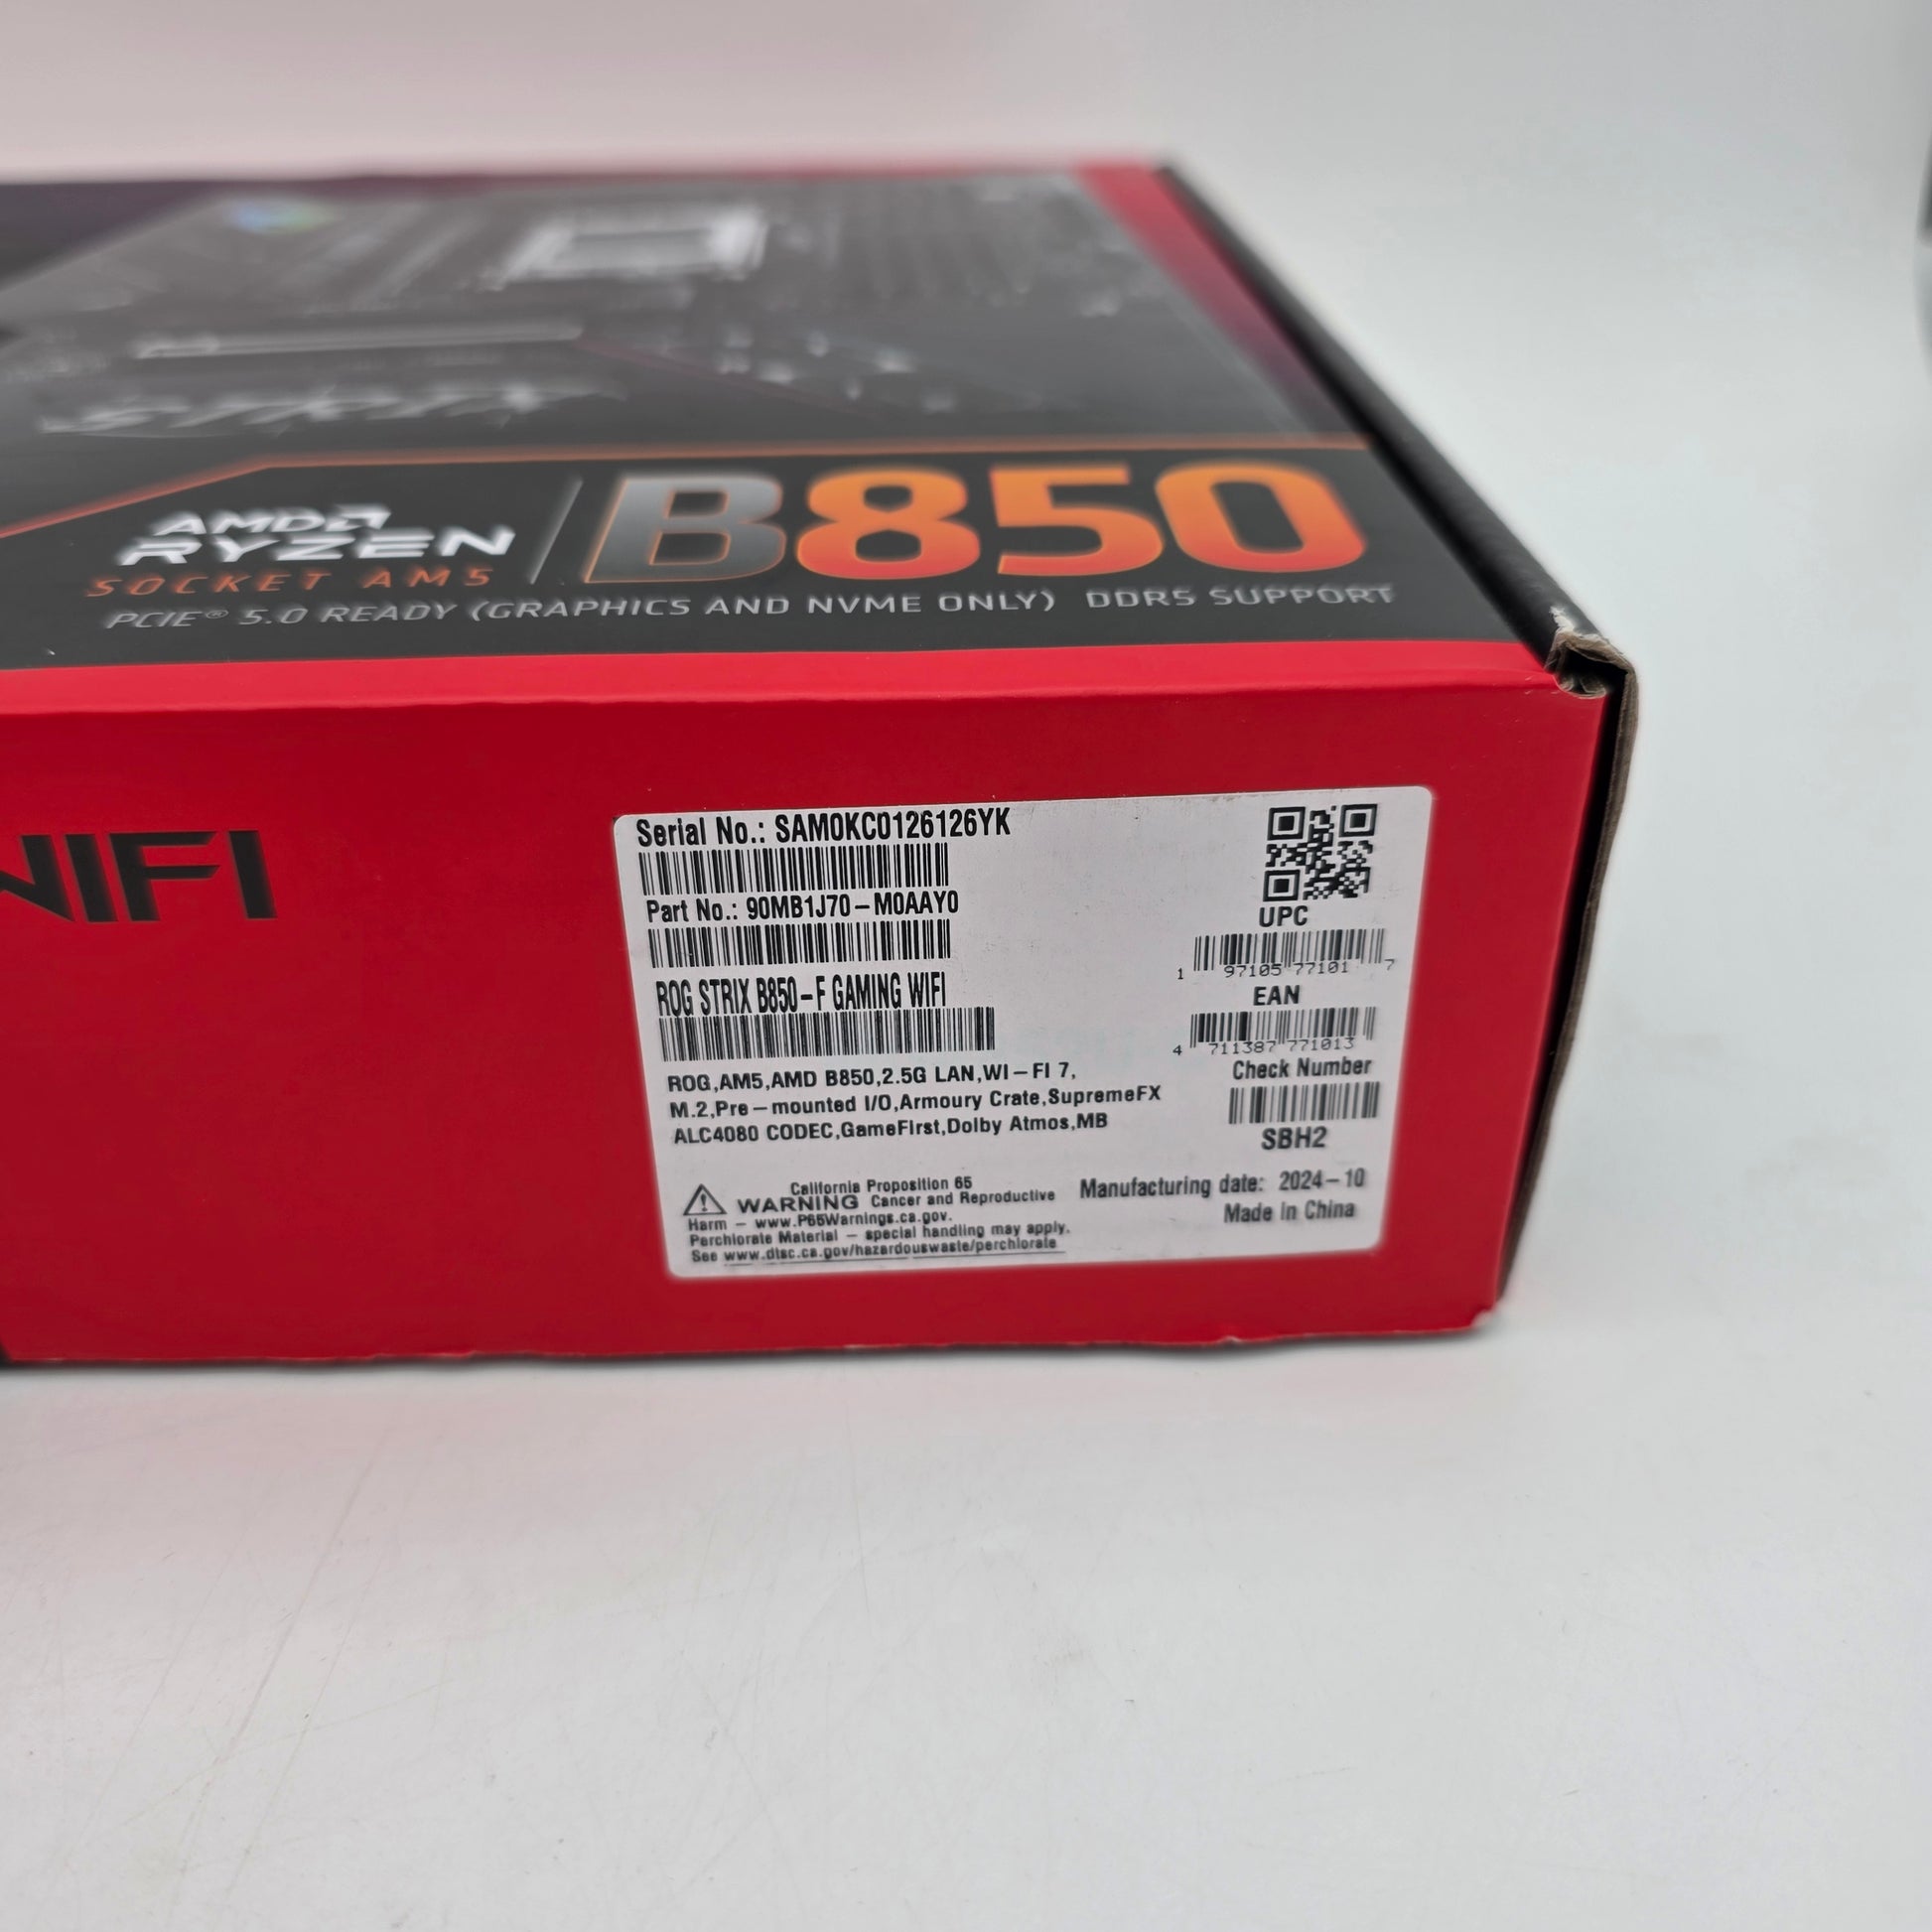 STRIX
AMD
RYZEN
SOCKET AM5
B850
PCIE® 5.0 READY (GRAPHICS AND NVME ONLY) DDR5 SUPPORT
WIFI
Serial No.: SAM0KC0126126YK
Part No.: 90MB1J70-M0AAY0
ROG STRIX B850-F GAMING WIFI
ROG,AM5,AMD B850,2.5G LAN,WI-FI 7,
M.2,Pre-mounted I/O,Armoury Crate,SupremeFX
ALC4080 CODEC,GameFirst,Dolby Atmos,MB
California Proposition 65
WARNING Cancer and Reproductive
Harm - www.P65Warnings.ca.gov.
Perchlorate Material - special handling may apply.
See www.dtsc.ca.gov/hazardouswaste/perchlorate
UPC
1 97105 77101 7
EAN
4 711387 771013
Check Number
SBH2
Manufacturing date: 2024-10
Made in China